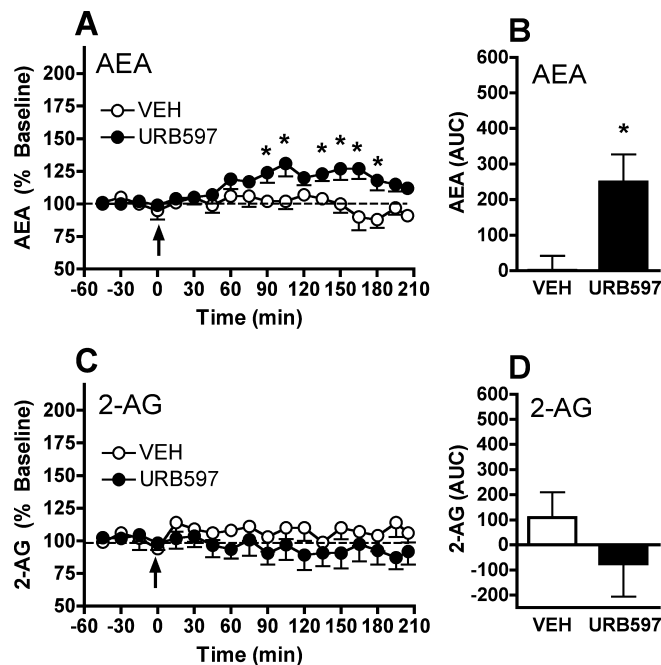 A
AEA
VEH
URB597
AEA (% Baseline)
200
175
150
125
100
75
50
* * * * * *
-60 -30 0 30 60 90 120 150 180 210
Time (min)
B
AEA
*
AEA (AUC)
600
500
400
300
200
100
0
VEH URB597
C
2-AG
VEH
URB597
2-AG (% Baseline)
200
175
150
125
100
75
50
-60 -30 0 30 60 90 120 150 180 210
Time (min)
D
2-AG
2-AG (AUC)
600
500
400
300
200
100
0
-100
-200
VEH URB597